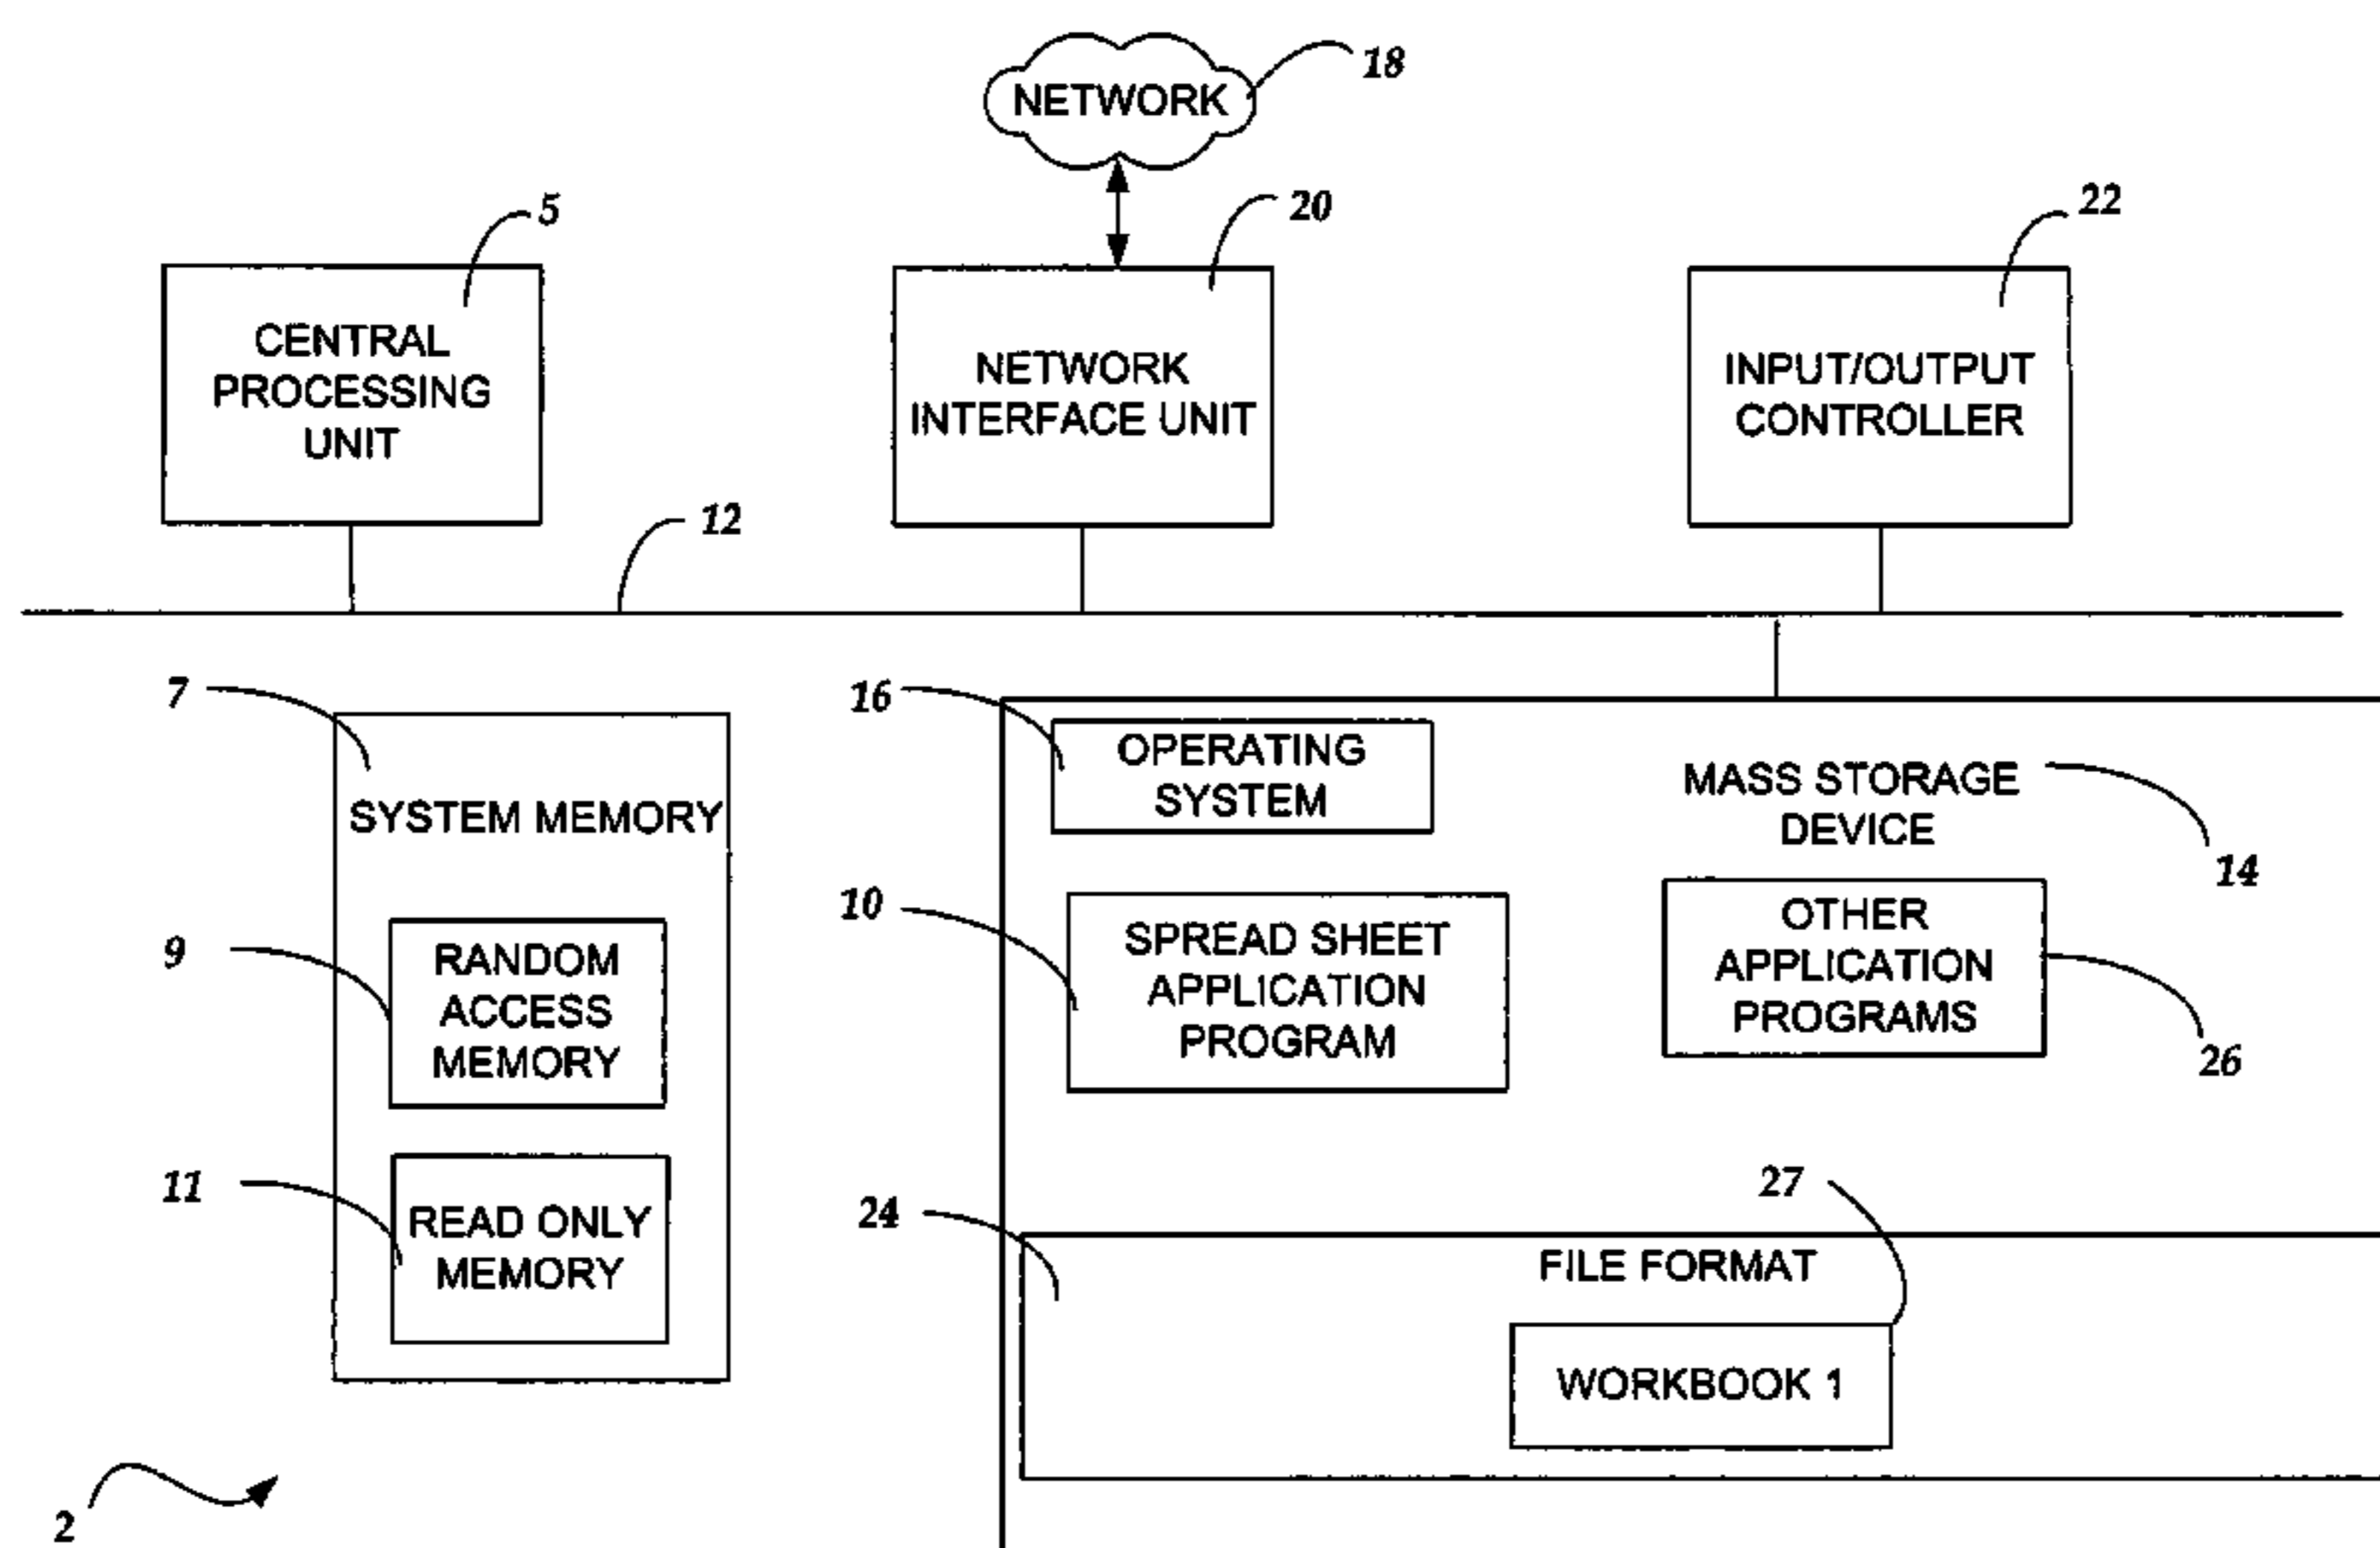 NETWORK
18
5
20
22
CENTRAL
PROCESSING
UNIT
NETWORK
INTERFACE UNIT
INPUT/OUTPUT
CONTROLLER
12
7
SYSTEM MEMORY
9
RANDOM
ACCESS
MEMORY
11
READ ONLY
MEMORY
16
OPERATING
SYSTEM
MASS STORAGE
DEVICE
14
10
SPREAD SHEET
APPLICATION
PROGRAM
OTHER
APPLICATION
PROGRAMS
26
24
27
FILE FORMAT
WORKBOOK 1
2